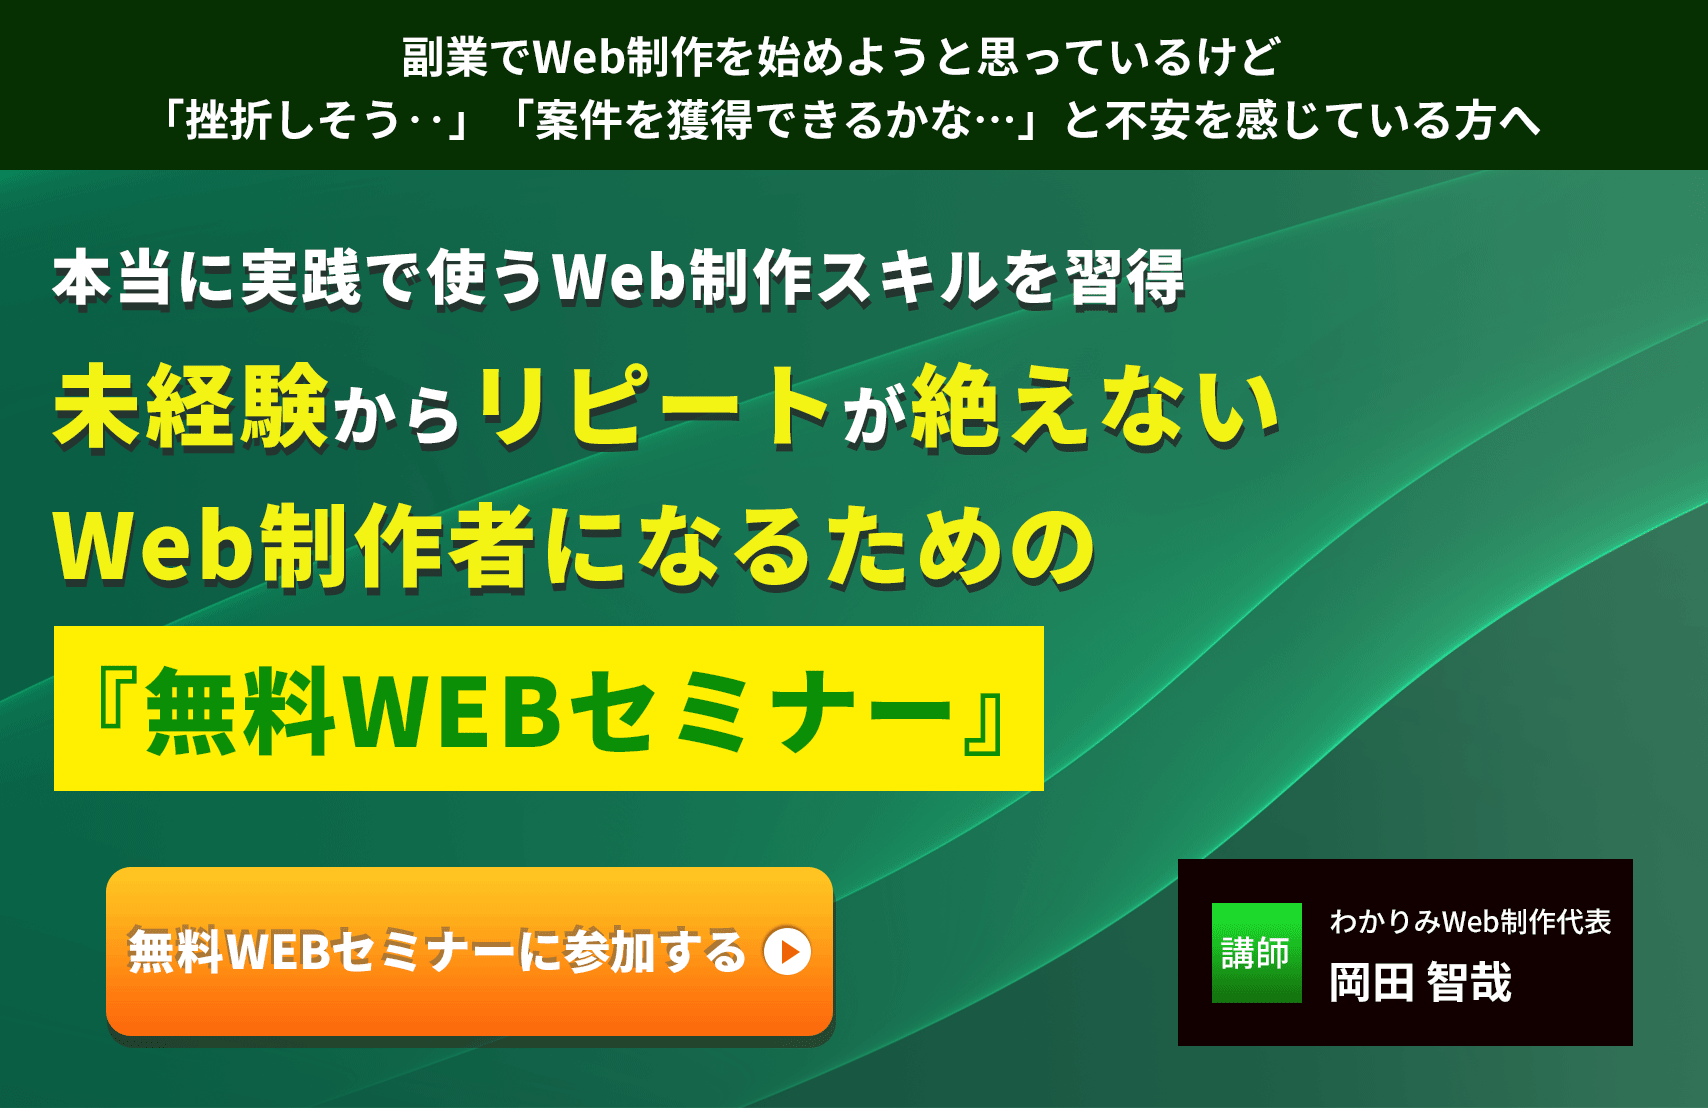 副業でWeb制作を始めようと思っているけど
「挫折しそう‥」「案件を獲得できるかな…」と不安を感じている方へ
本当に実践で使うWeb制作スキルを習得
未経験からリピートが絶えない
Web制作者になるための
『無料WEBセミナー』
無料WEBセミナーに参加する
講師
わかりみWeb制作代表
岡田 智哉